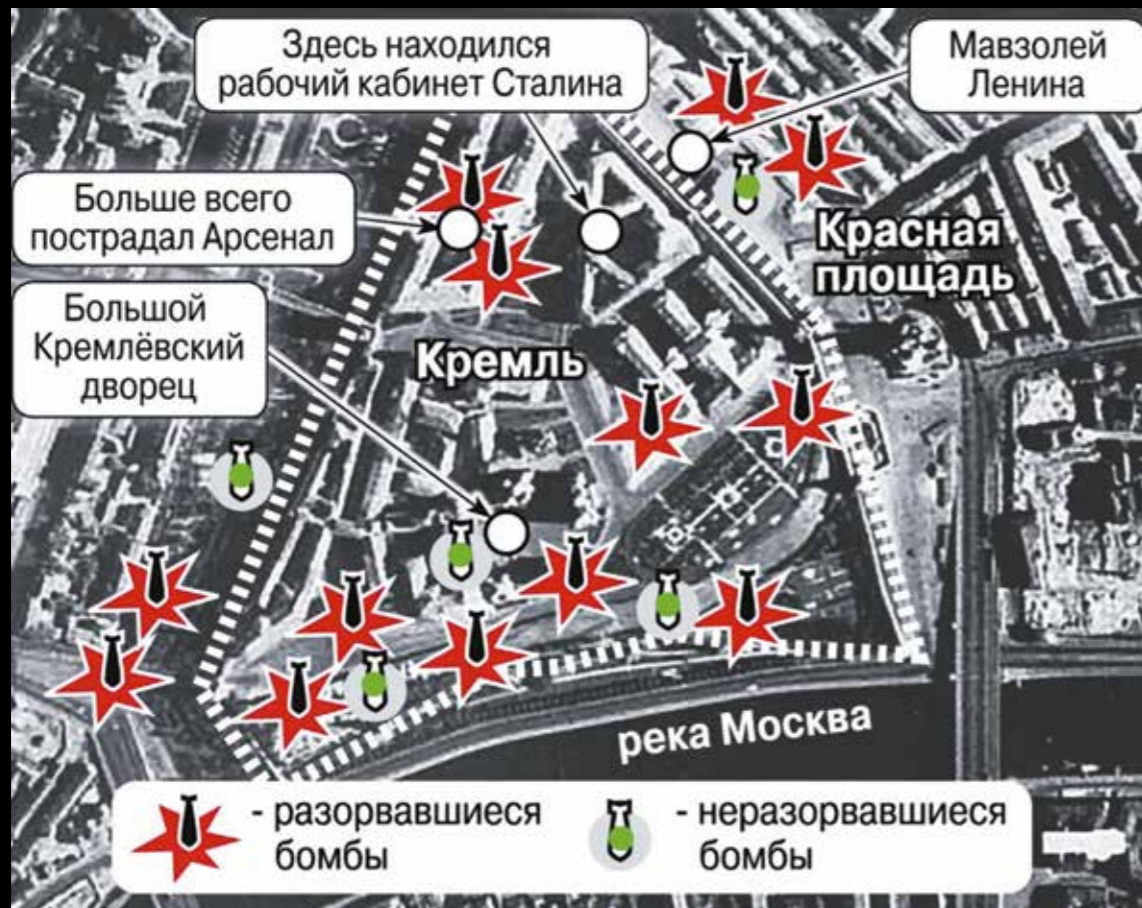 Здесь находился
рабочий кабинет Сталина
Мавзолей
Ленина
Больше всего
пострадал Арсенал
Красная
площадь
Большой
Кремлёвский
дворец
Кремль
река Москва
- разорвавшиеся
бомбы
- неразорвавшиеся
бомбы